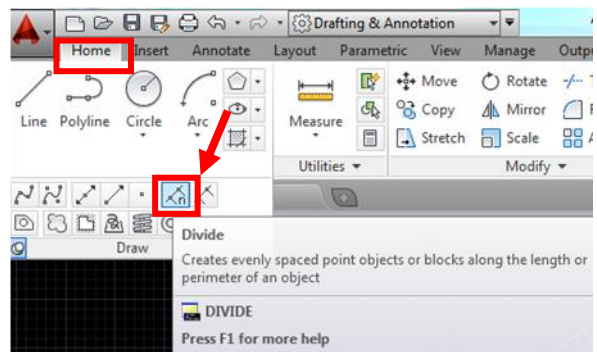 Drafting & Annotation
Home Insert Annotate Layout Parametric View Manage Outpu
Line Polyline Circle Arc Measure Move Rotate
Copy Mirror
Stretch Scale
Utilities Modify
Draw
Divide
Creates evenly spaced point objects or blocks along the length or
perimeter of an object
DIVIDE
Press F1 for more help